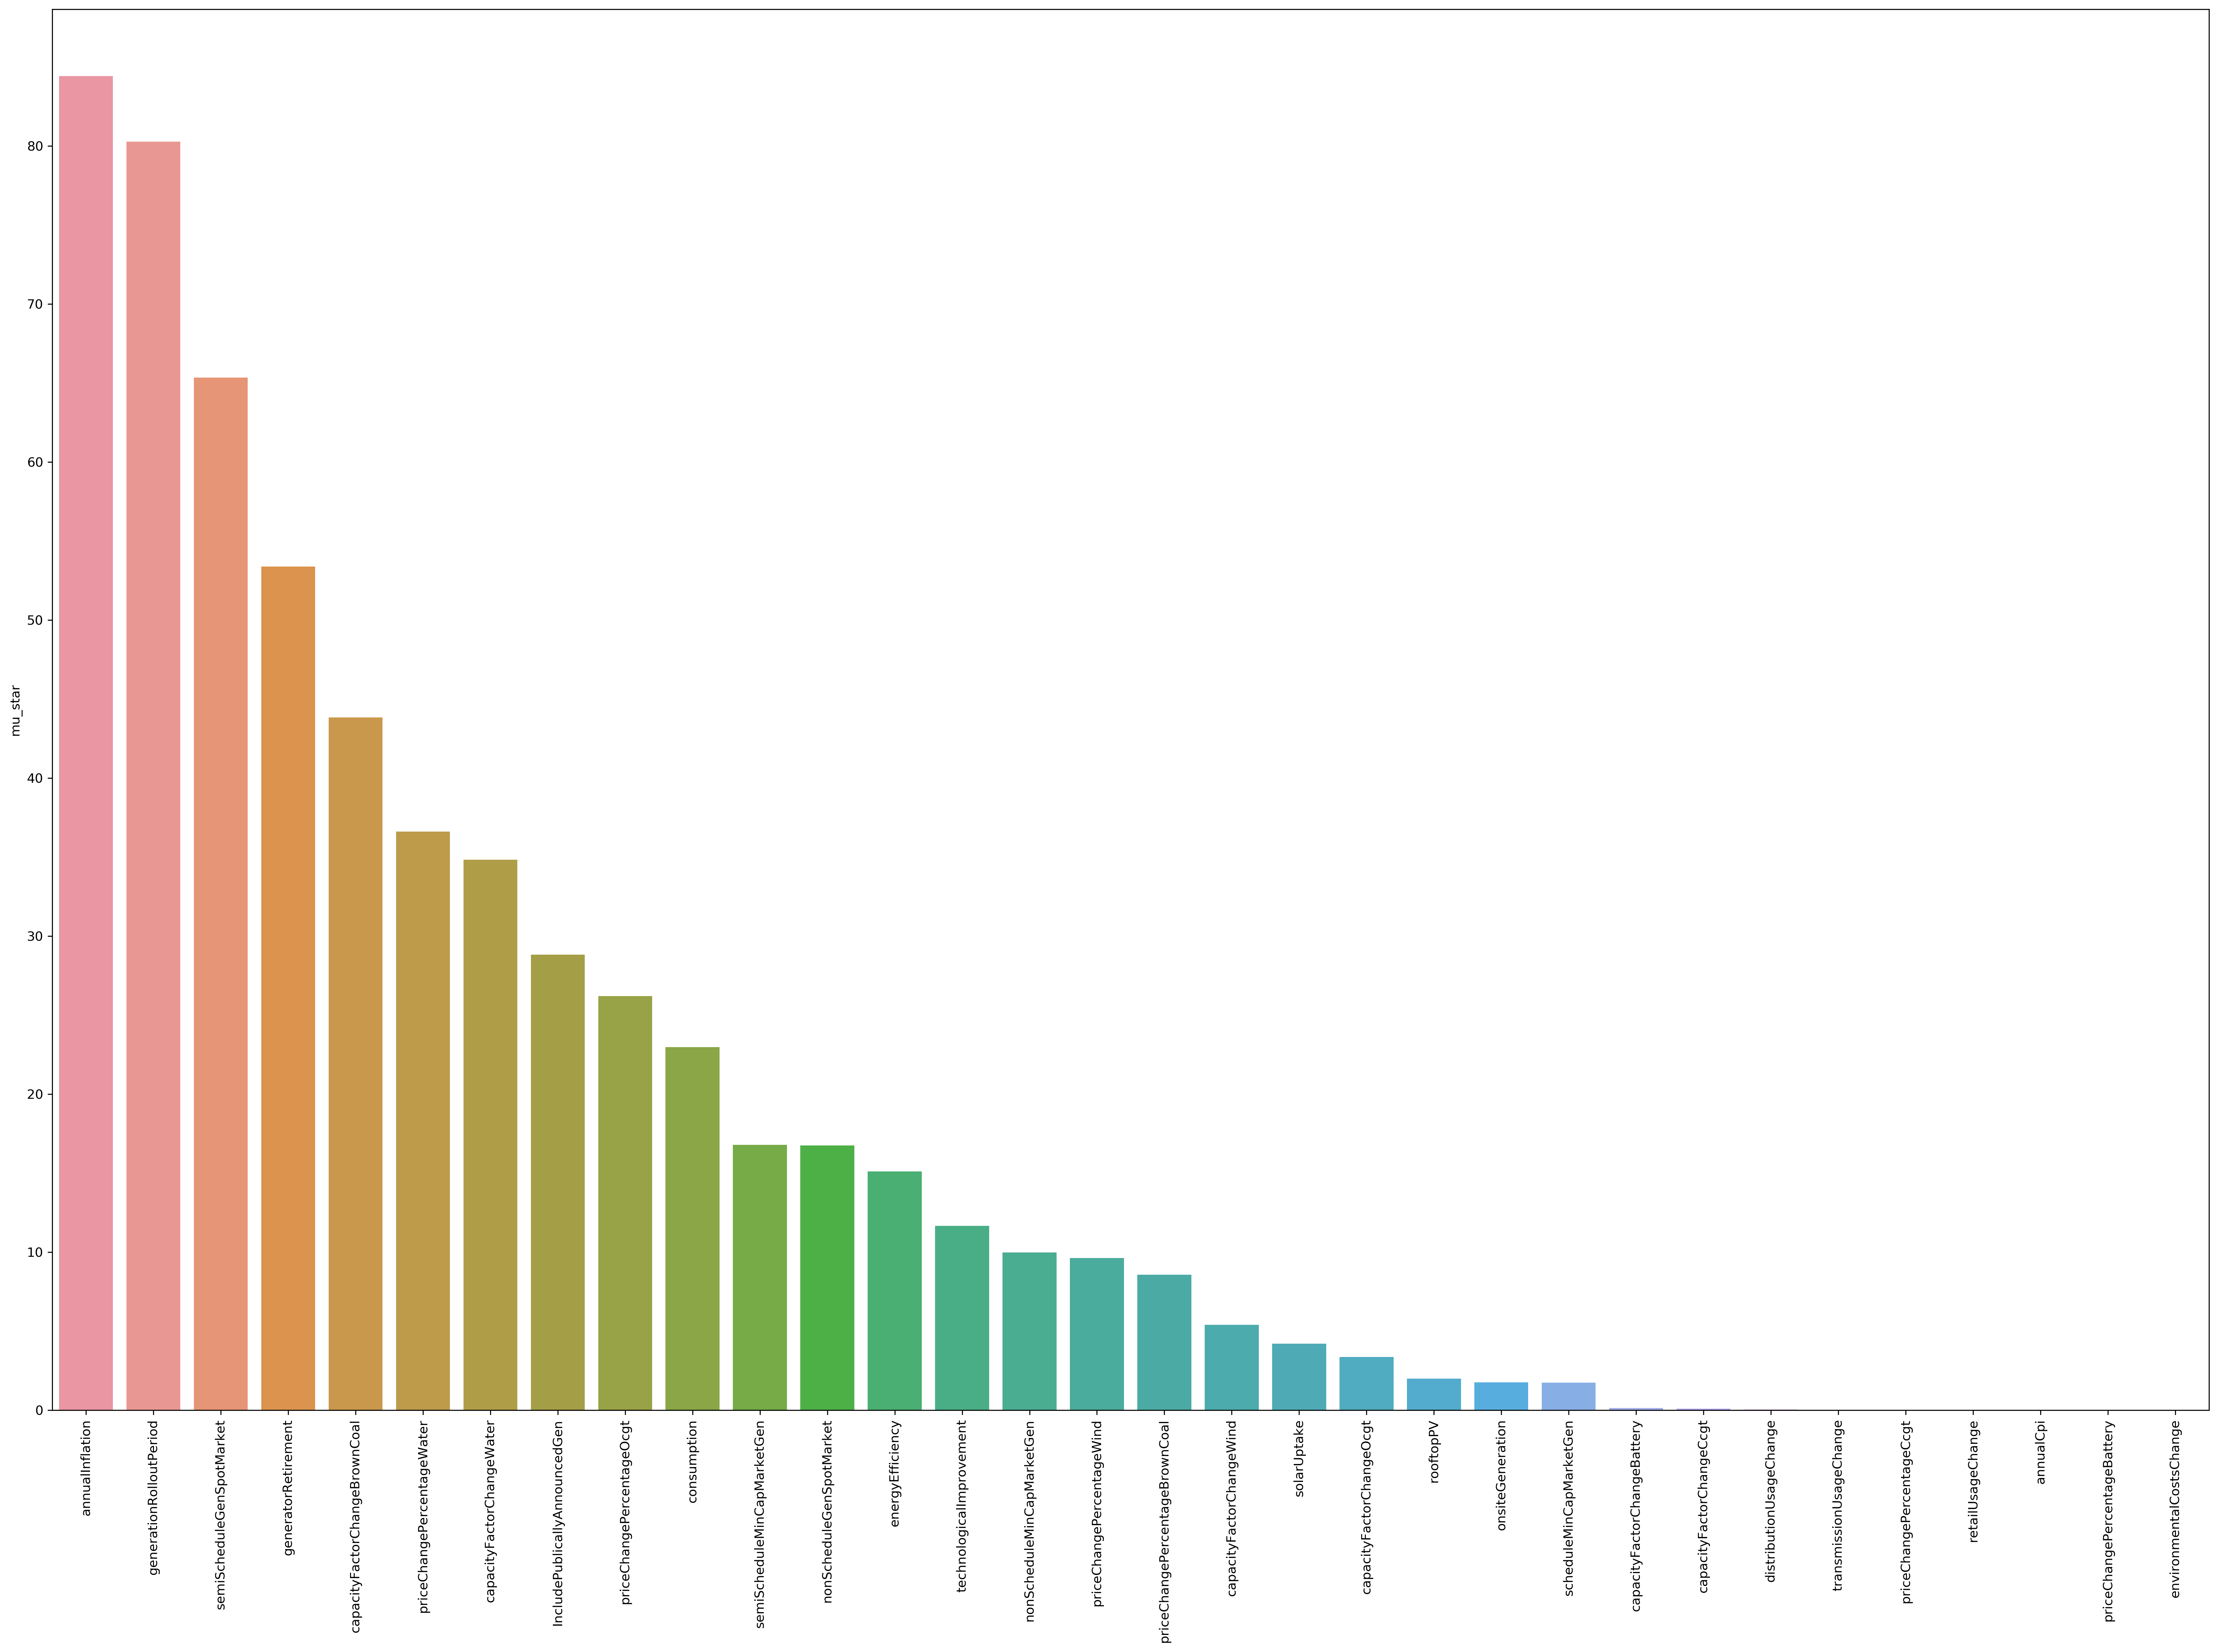 mu_star
80
70
60
50
40
30
20
10
0
annualInflation
generationRolloutPeriod
semiScheduleGenSpotMarket
generatorRetirement
capacityFactorChangeBrownCoal
priceChangePercentageWater
capacityFactorChangeWater
IncludePublicallyAnnouncedGen
priceChangePercentageOcgt
consumption
semiScheduleMinCapMarketGen
nonScheduleGenSpotMarket
energyEfficiency
technologicalImprovement
nonScheduleMinCapMarketGen
priceChangePercentageWind
priceChangePercentageBrownCoal
capacityFactorChangeWind
solarUptake
capacityFactorChangeOcgt
rooftopPV
onsiteGeneration
scheduleMinCapMarketGen
capacityFactorChangeBattery
capacityFactorChangeCcgt
distributionUsageChange
transmissionUsageChange
priceChangePercentageCcgt
retailUsageChange
annualCpi
priceChangePercentageBattery
environmentalCostsChange